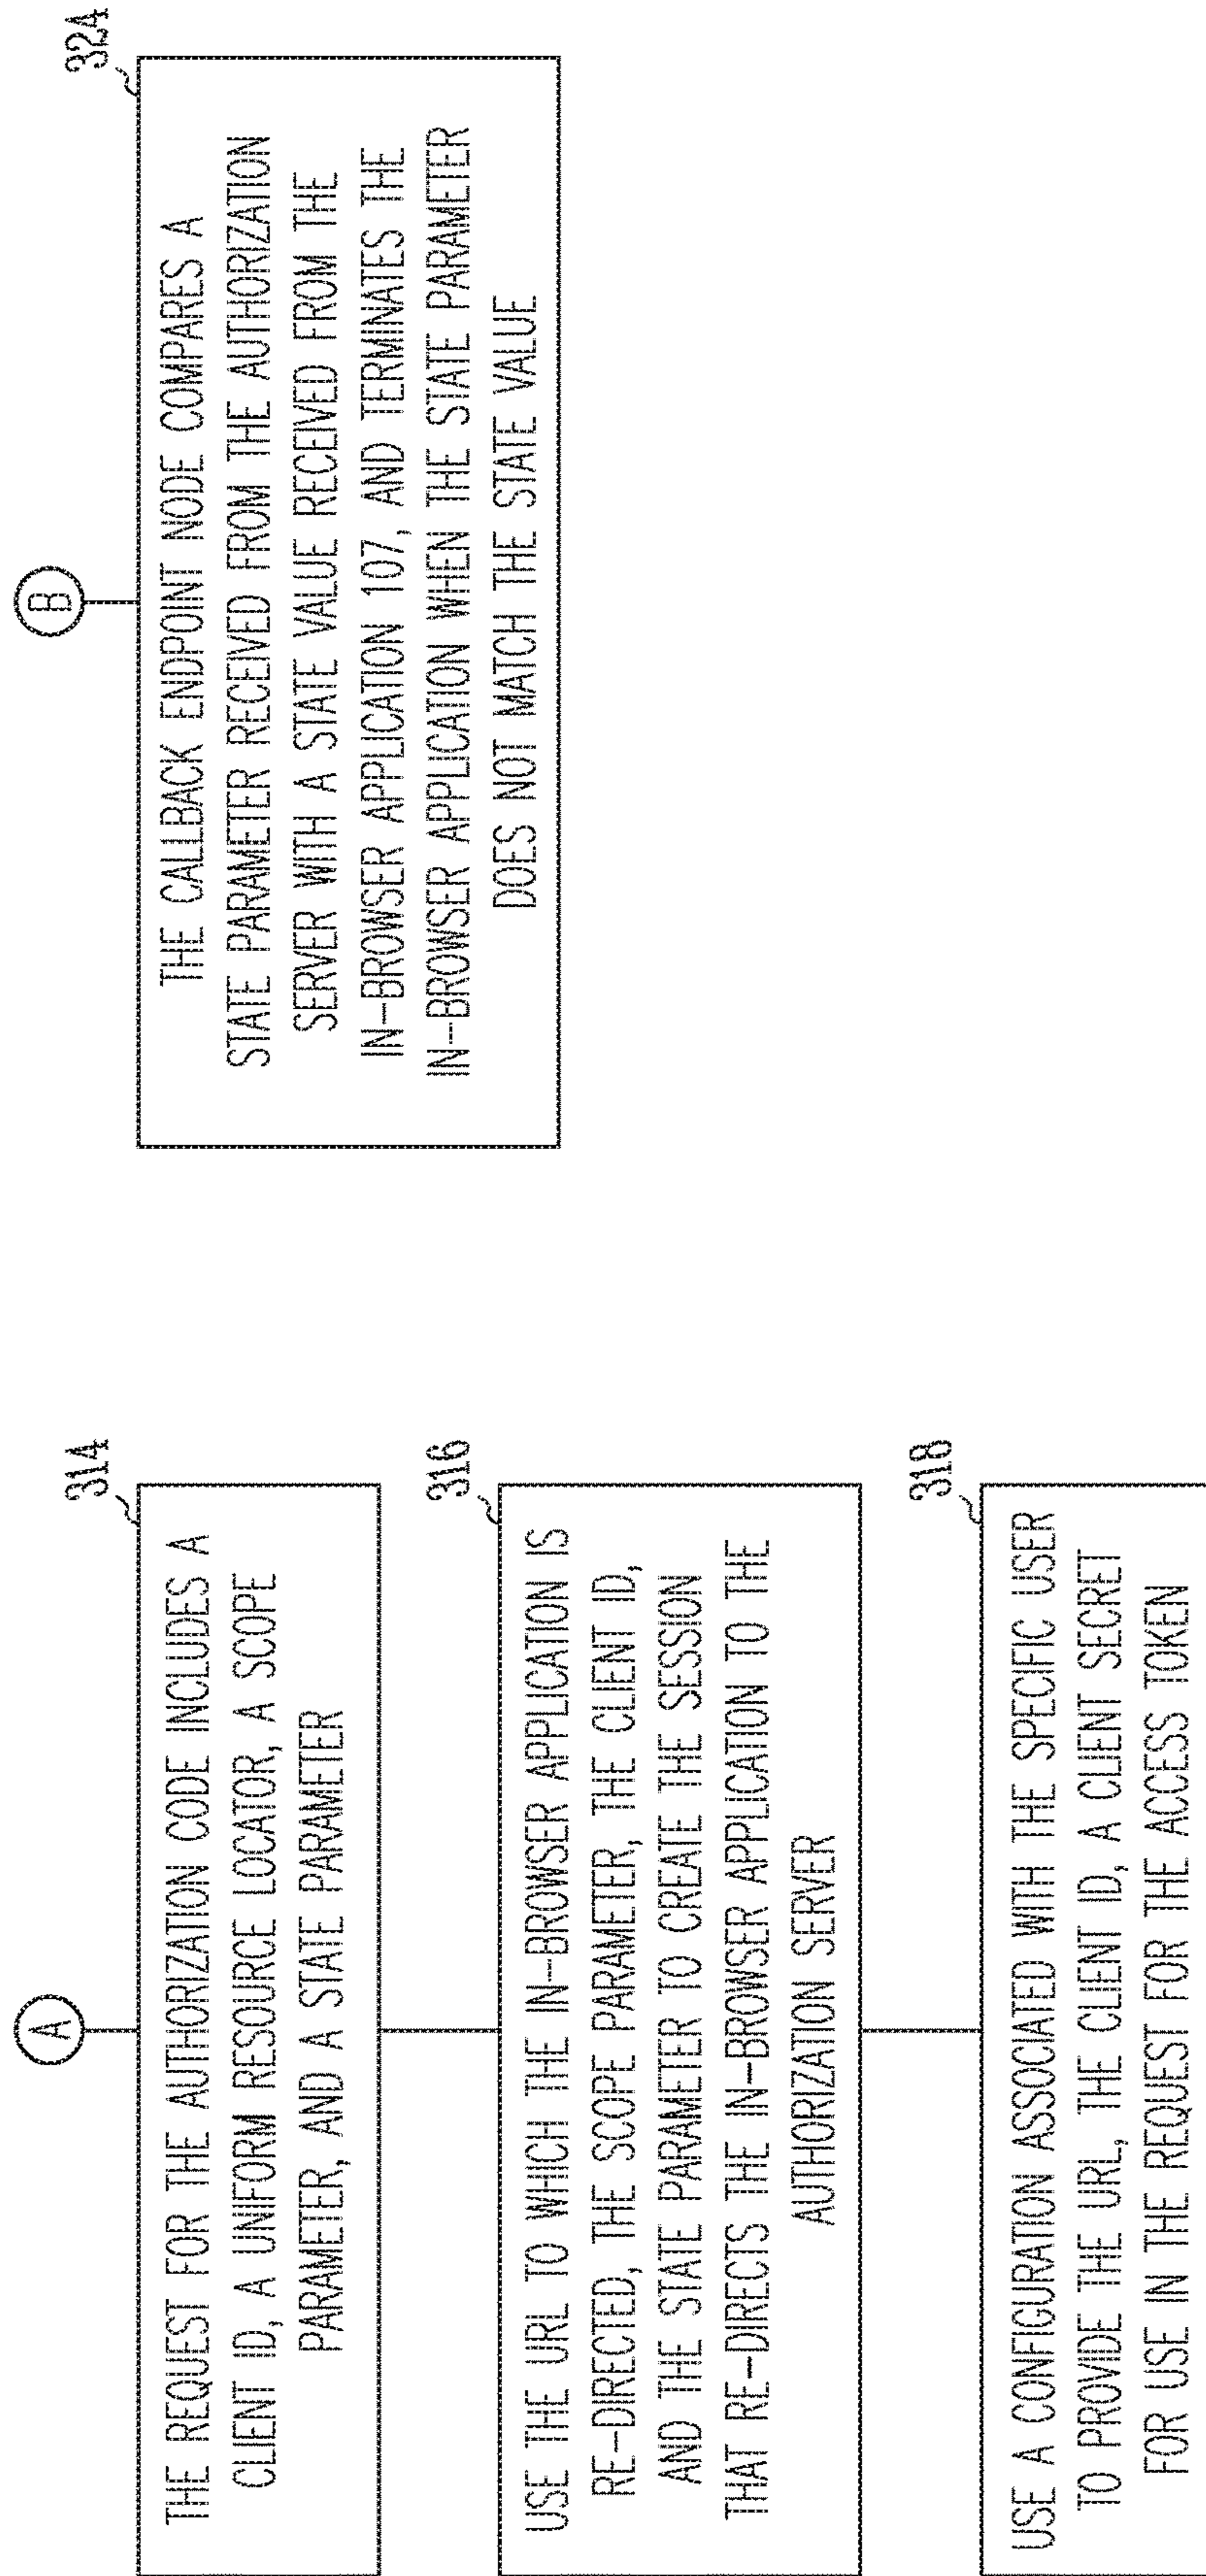 A
314
THE REQUEST FOR THE AUTHORIZATION CODE INCLUDES A
CLIENT ID, A UNIFORM RESOURCE LOCATOR, A SCOPE
PARAMETER, AND A STATE PARAMETER
316
USE THE URL TO WHICH THE IN-BROWSER APPLICATION IS
RE-DIRECTED, THE SCOPE PARAMETER, THE CLIENT ID,
AND THE STATE PARAMETER TO CREATE THE SESSION
THAT RE-DIRECTS THE IN-BROWSER APPLICATION TO THE
AUTHORIZATION SERVER
318
USE A CONFIGURATION ASSOCIATED WITH THE SPECIFIC USER
TO PROVIDE THE URL, THE CLIENT ID, A CLIENT SECRET
FOR USE IN THE REQUEST FOR THE ACCESS TOKEN
B
324
THE CALLBACK ENDPOINT NODE COMPARES A
STATE PARAMETER RECEIVED FROM THE AUTHORIZATION
SERVER WITH A STATE VALUE RECEIVED FROM THE
IN-BROWSER APPLICATION 107, AND TERMINATES THE
IN-BROWSER APPLICATION WHEN THE STATE PARAMETER
DOES NOT MATCH THE STATE VALUE